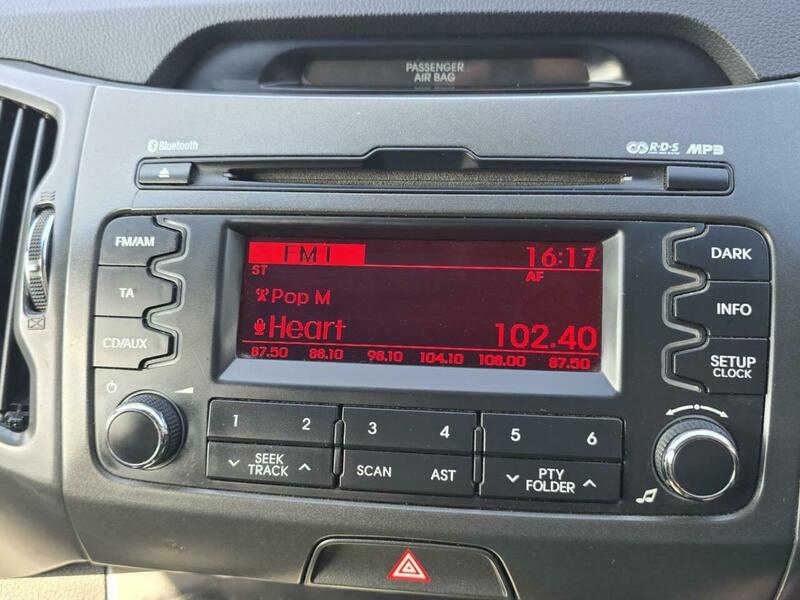 PASSENGER
AIR BAG
Bluetooth
R·D·S MP3
FM/AM
TA
CD/AUX
FM1 16:17
ST AF
Pop M
Heart 102.40
87.50 88.10 98.10 104.10 108.00 87.50
DARK
INFO
SETUP
CLOCK
1 2 3 4 5 6
SEEK
TRACK
SCAN AST
PTY
FOLDER